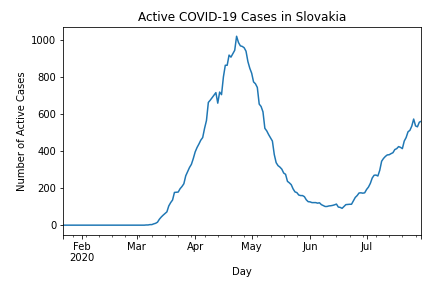 Active COVID-19 Cases in Slovakia
Number of Active Cases
1000
800
600
400
200
0
Feb
2020
Mar
Apr
May
Jun
Jul
Day